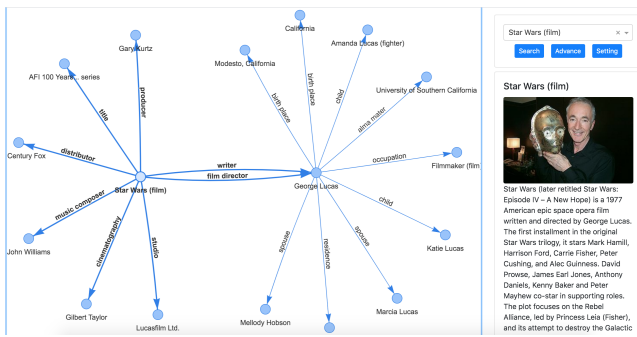 California
Gary Kurtz
Amanda Lucas (fighter)
Modesto, California
AFI 100 Years... series
University of Southern California
birth place
birth place
child
alma mater
title
producer
distributor
Century Fox
writer
film director
occupation
Filmmaker (film
Star Wars (film)
George Lucas
music composer
cinematography
studio
child
spouse
residence
spouse
John Williams
Katie Lucas
Gilbert Taylor
Lucasfilm Ltd.
Mellody Hobson
Marcia Lucas
Star Wars (film)
Search
Advance
Setting
Star Wars (film)
Star Wars (later retitled Star Wars:
Episode IV – A New Hope) is a 1977
American epic space opera film
written and directed by George Lucas.
The first installment in the original
Star Wars trilogy, it stars Mark Hamill,
Harrison Ford, Carrie Fisher, Peter
Cushing, and Alec Guinness. David
Prowse, James Earl Jones, Anthony
Daniels, Kenny Baker and Peter
Mayhew co-star in supporting roles.
The plot focuses on the Rebel
Alliance, led by Princess Leia (Fisher),
and its attempt to destroy the Galactic